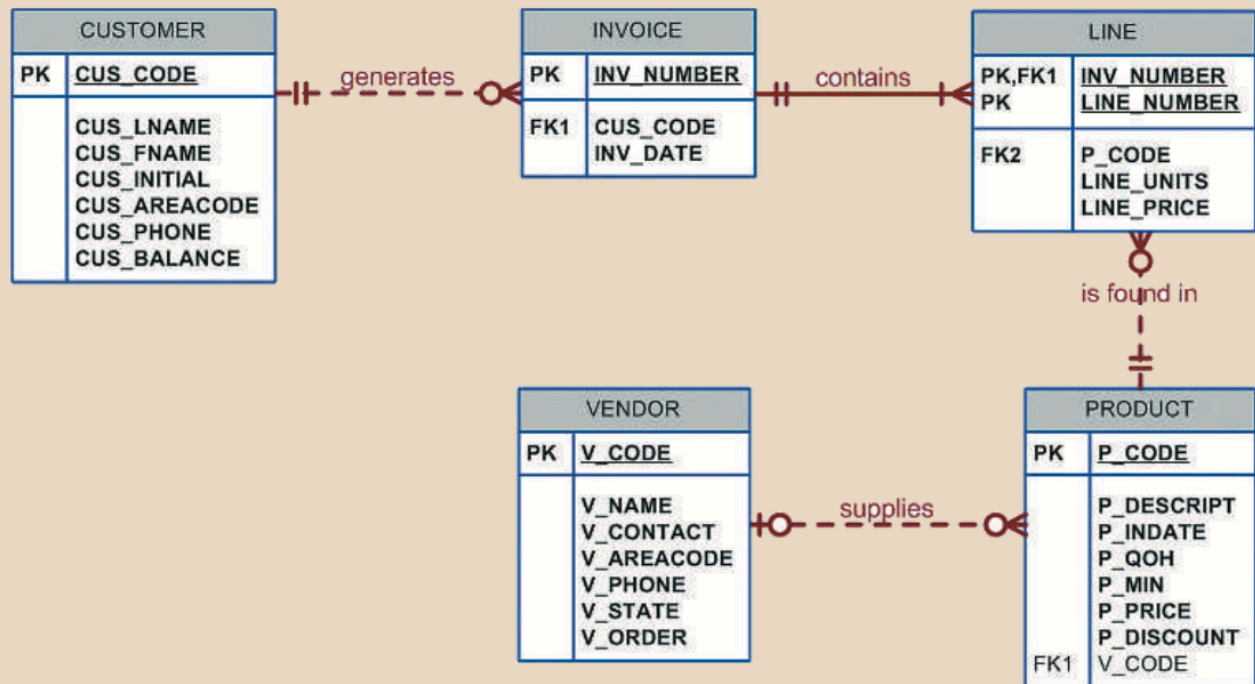 CUSTOMER
PK CUS_CODE
CUS_LNAME
CUS_FNAME
CUS_INITIAL
CUS_AREACODE
CUS_PHONE
CUS_BALANCE
generates
INVOICE
PK INV_NUMBER
FK1 CUS_CODE
INV_DATE
contains
LINE
PK,FK1 INV_NUMBER
PK LINE_NUMBER
FK2 P_CODE
LINE_UNITS
LINE_PRICE
is found in
VENDOR
PK V_CODE
V_NAME
V_CONTACT
V_AREACODE
V_PHONE
V_STATE
V_ORDER
supplies
PRODUCT
PK P_CODE
P_DESCRIPT
P_INDATE
P_QOH
P_MIN
P_PRICE
P_DISCOUNT
FK1 V_CODE